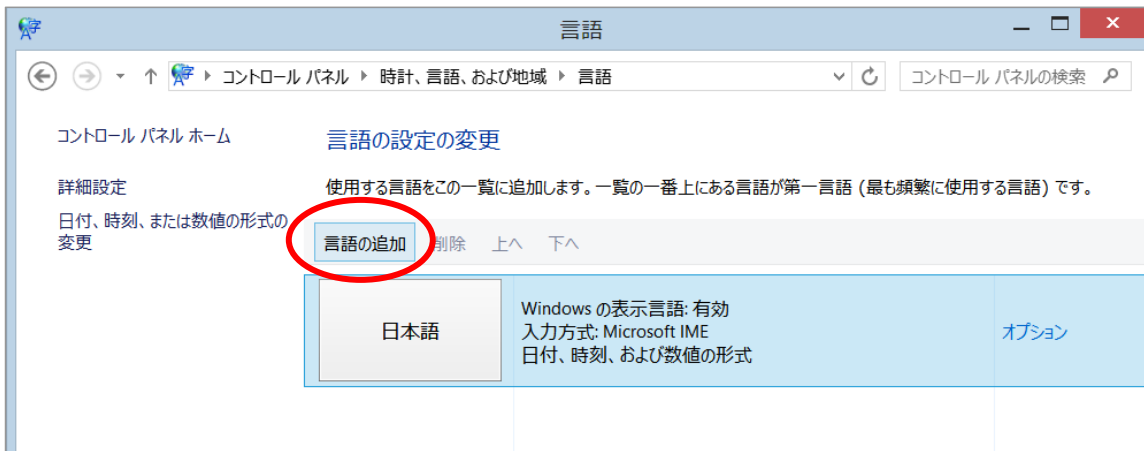 言語
コントロール パネル ▸ 時計、言語、および地域 ▸ 言語
コントロール パネルの検索
コントロール パネル ホーム
詳細設定
日付、時刻、または数値の形式の
変更
言語の設定の変更
使用する言語をこの一覧に追加します。一覧の一番上にある言語が第一言語 (最も頻繁に使用する言語) です。
言語の追加 削除 上へ 下へ
日本語
Windows の表示言語: 有効
入力方式: Microsoft IME
日付、時刻、および数値の形式
オプション